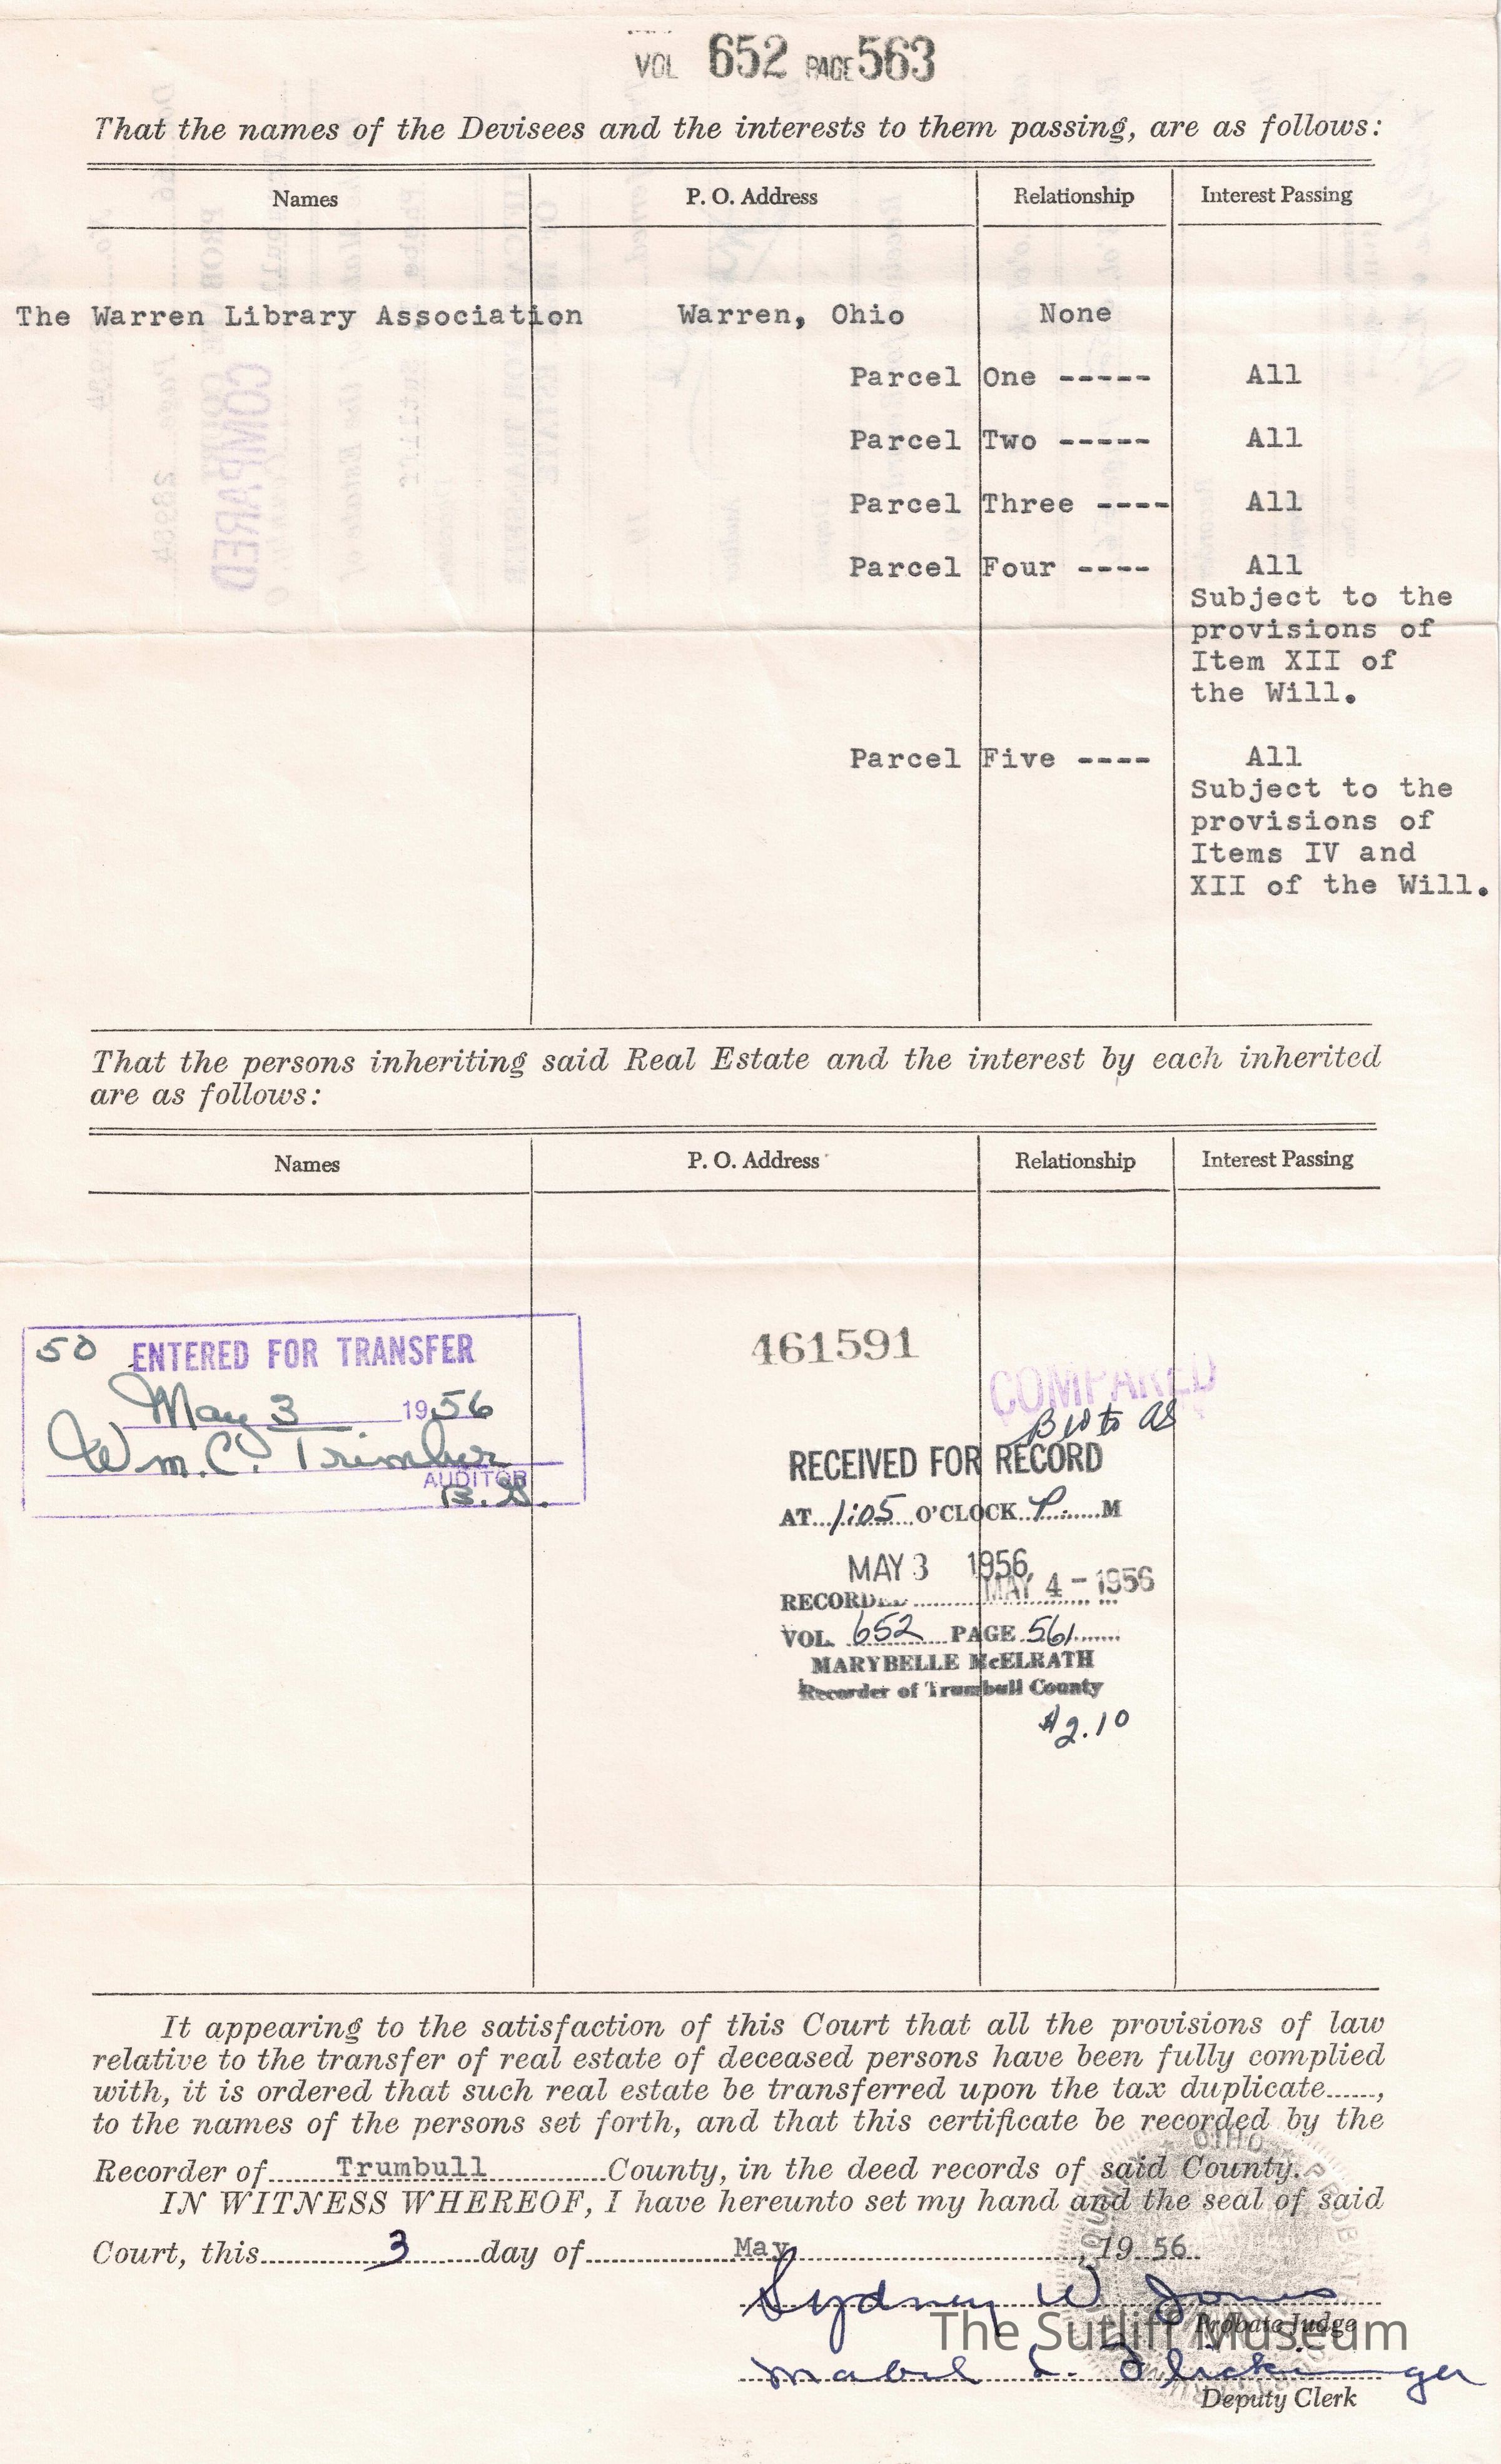 VOL 652 PAGE 563
That the names of the Devisees and the interests to them passing, are as follows:
Names P. O. Address Relationship Interest Passing
The Warren Library Association Warren, Ohio None
Parcel One ----- All
Parcel Two ----- All
Parcel Three ---- All
Parcel Four ---- All
Subject to the
provisions of
Item XII of
the Will.
Parcel Five ---- All
Subject to the
provisions of
Items IV and
XII of the Will.
That the persons inheriting said Real Estate and the interest by each inherited
are as follows:
Names P. O. Address Relationship Interest Passing
50 ENTERED FOR TRANSFER
May 3 1956
Wm. C. Trimbur
AUDITOR
B.S.
461591
COMPARED
RECEIVED FOR RECORD
AT 1:05 O'CLOCK P. M
MAY 3 1956
RECORDED MAY 4 - 1956
VOL. 652 PAGE 561
MARYBELLE McELRATH
Recorder of Trumbull County
$2.10
It appearing to the satisfaction of this Court that all the provisions of law
relative to the transfer of real estate of deceased persons have been fully complied
with, it is ordered that such real estate be transferred upon the tax duplicate......,
to the names of the persons set forth, and that this certificate be recorded by the
Recorder of Trumbull County, in the deed records of said County.
IN WITNESS WHEREOF, I have hereunto set my hand and the seal of said
Court, this 3 day of May, 1956.
Sydney W Jones
Probate Judge
The Sutliff Museum
Mabel L. Flickinger
Deputy Clerk